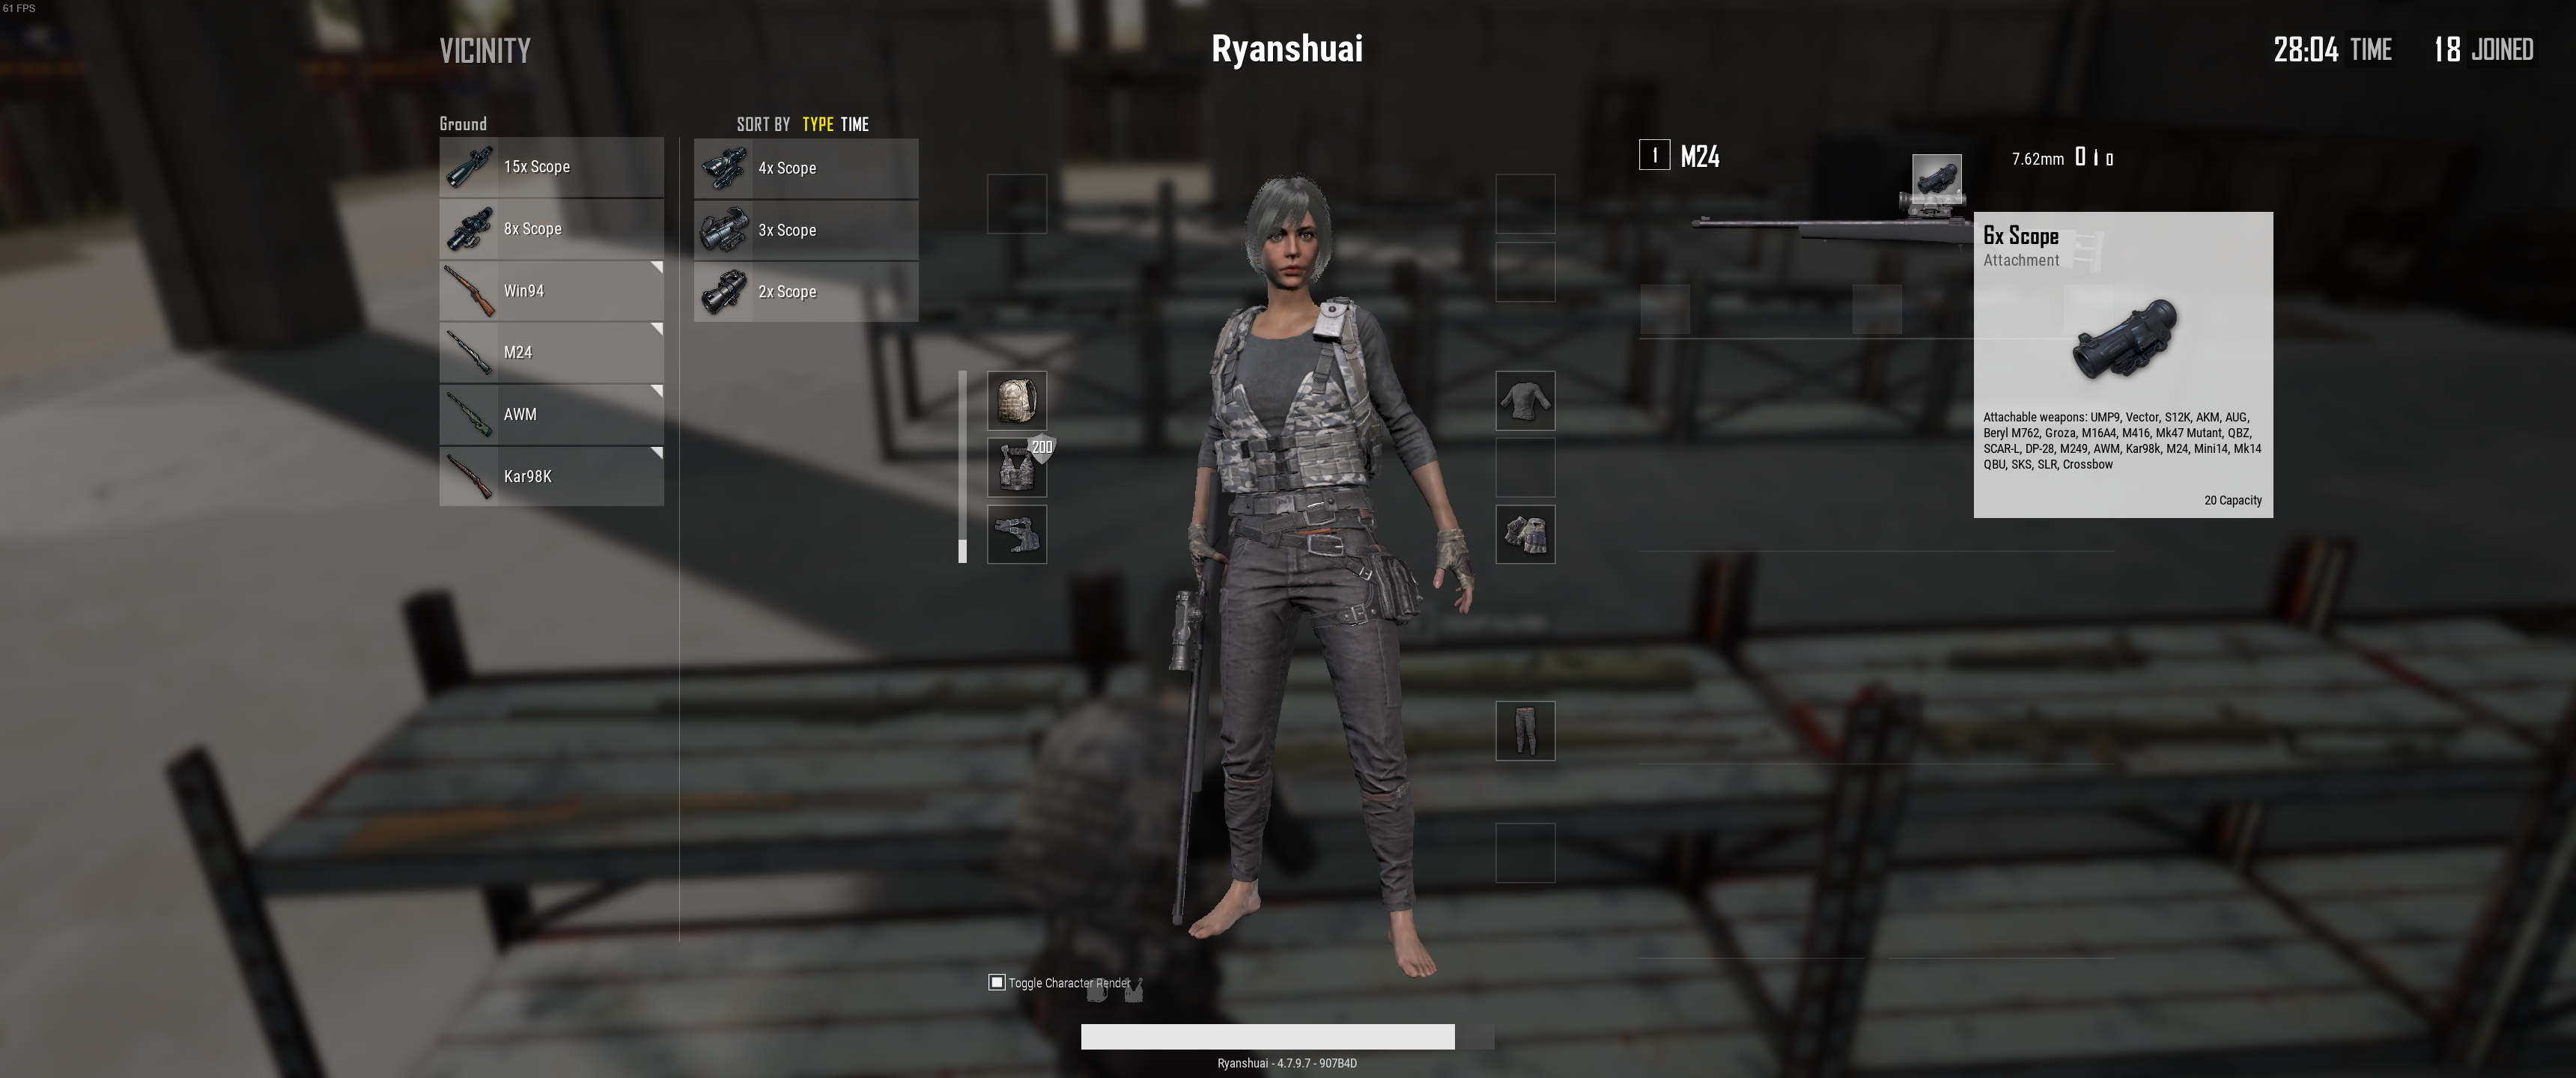 61 FPS
VICINITY
Ryanshuai
28:04 TIME 18 JOINED
Ground
SORT BY TYPE TIME
15x Scope
8x Scope
Win94
M24
AWM
Kar98K
4x Scope
3x Scope
2x Scope
200
1 M24
7.62mm 0 0
6x Scope
Attachment
Attachable weapons: UMP9, Vector, S12K, AKM, AUG,
Beryl M762, Groza, M16A4, M416, Mk47 Mutant, QBZ,
SCAR-L, DP-28, M249, AWM, Kar98k, M24, Mini14, Mk14
QBU, SKS, SLR, Crossbow
20 Capacity
Toggle Character Render
Ryanshuai - 4.7.9.7 - 907B4D